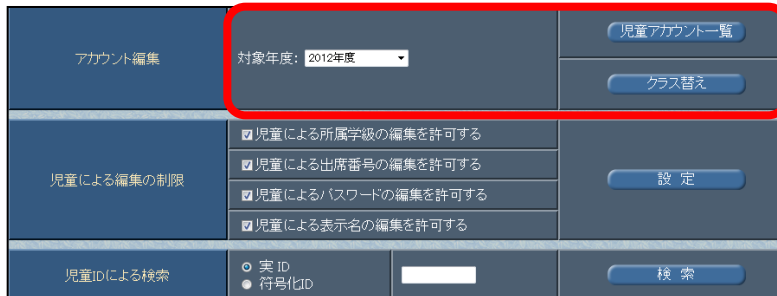 アカウント編集
対象年度: 2012年度
児童アカウント一覧
クラス替え
児童による編集の制限
児童による所属学級の編集を許可する
児童による出席番号の編集を許可する
児童によるパスワードの編集を許可する
児童による表示名の編集を許可する
設 定
児童IDによる検索
実 ID
符号化ID
検 索